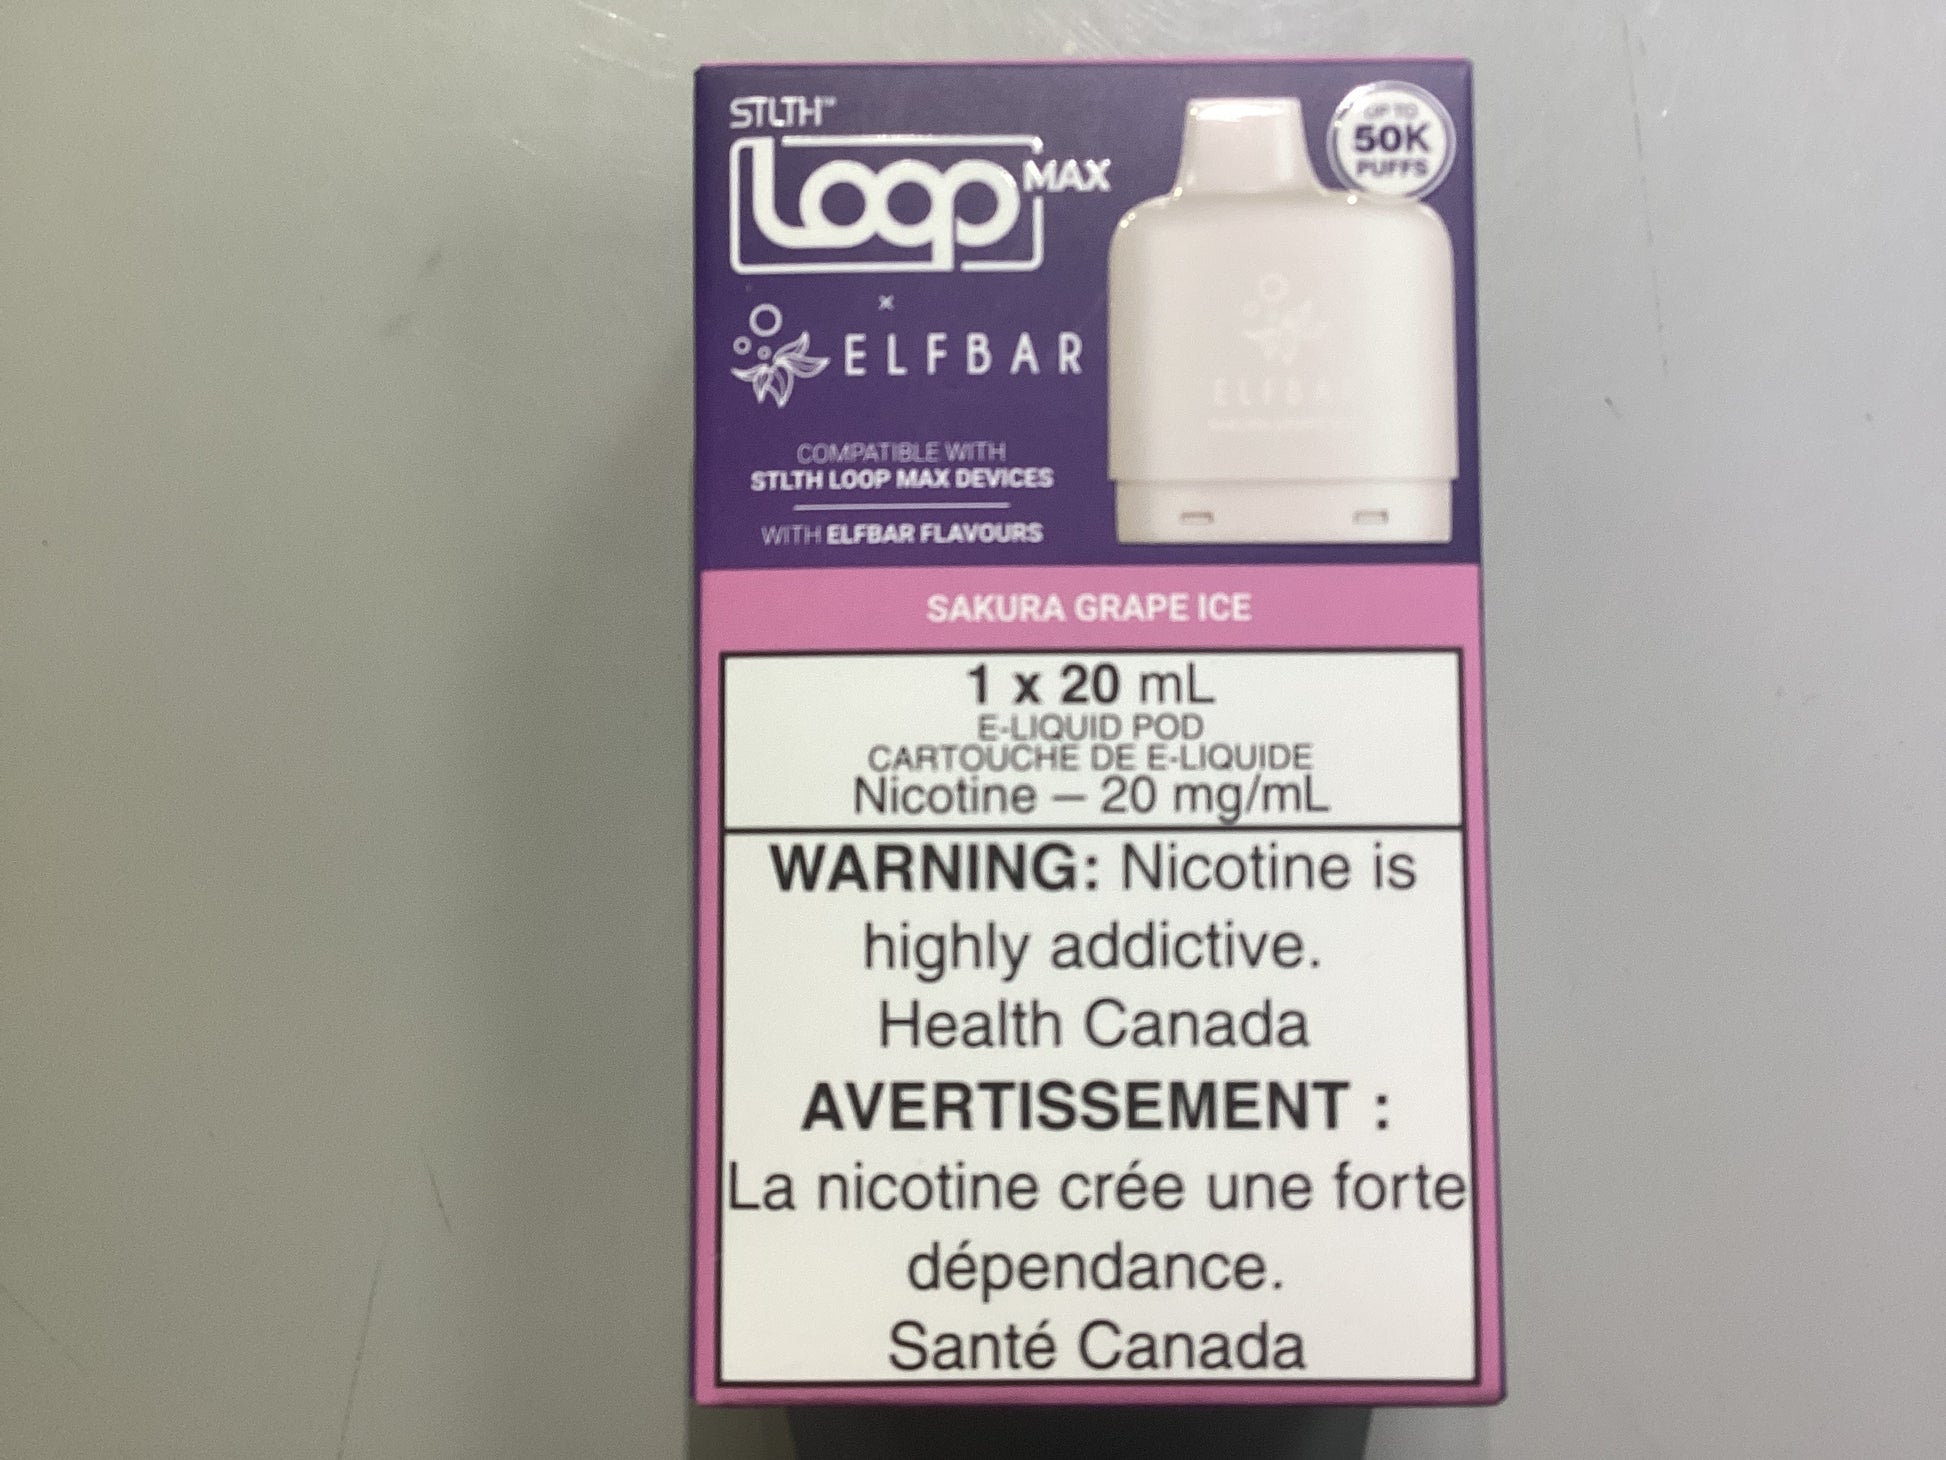 STLTH™
Loop MAX
UP TO
50K
PUFFS
×
ELFBAR
COMPATIBLE WITH
STLTH LOOP MAX DEVICES
WITH ELFBAR FLAVOURS
ELFBA
SAKURA GRAPE ICE
1 x 20 mL
E-LIQUID POD
CARTOUCHE DE E-LIQUIDE
Nicotine – 20 mg/mL
WARNING: Nicotine is
highly addictive.
Health Canada
AVERTISSEMENT :
La nicotine crée une forte
dépendance.
Santé Canada